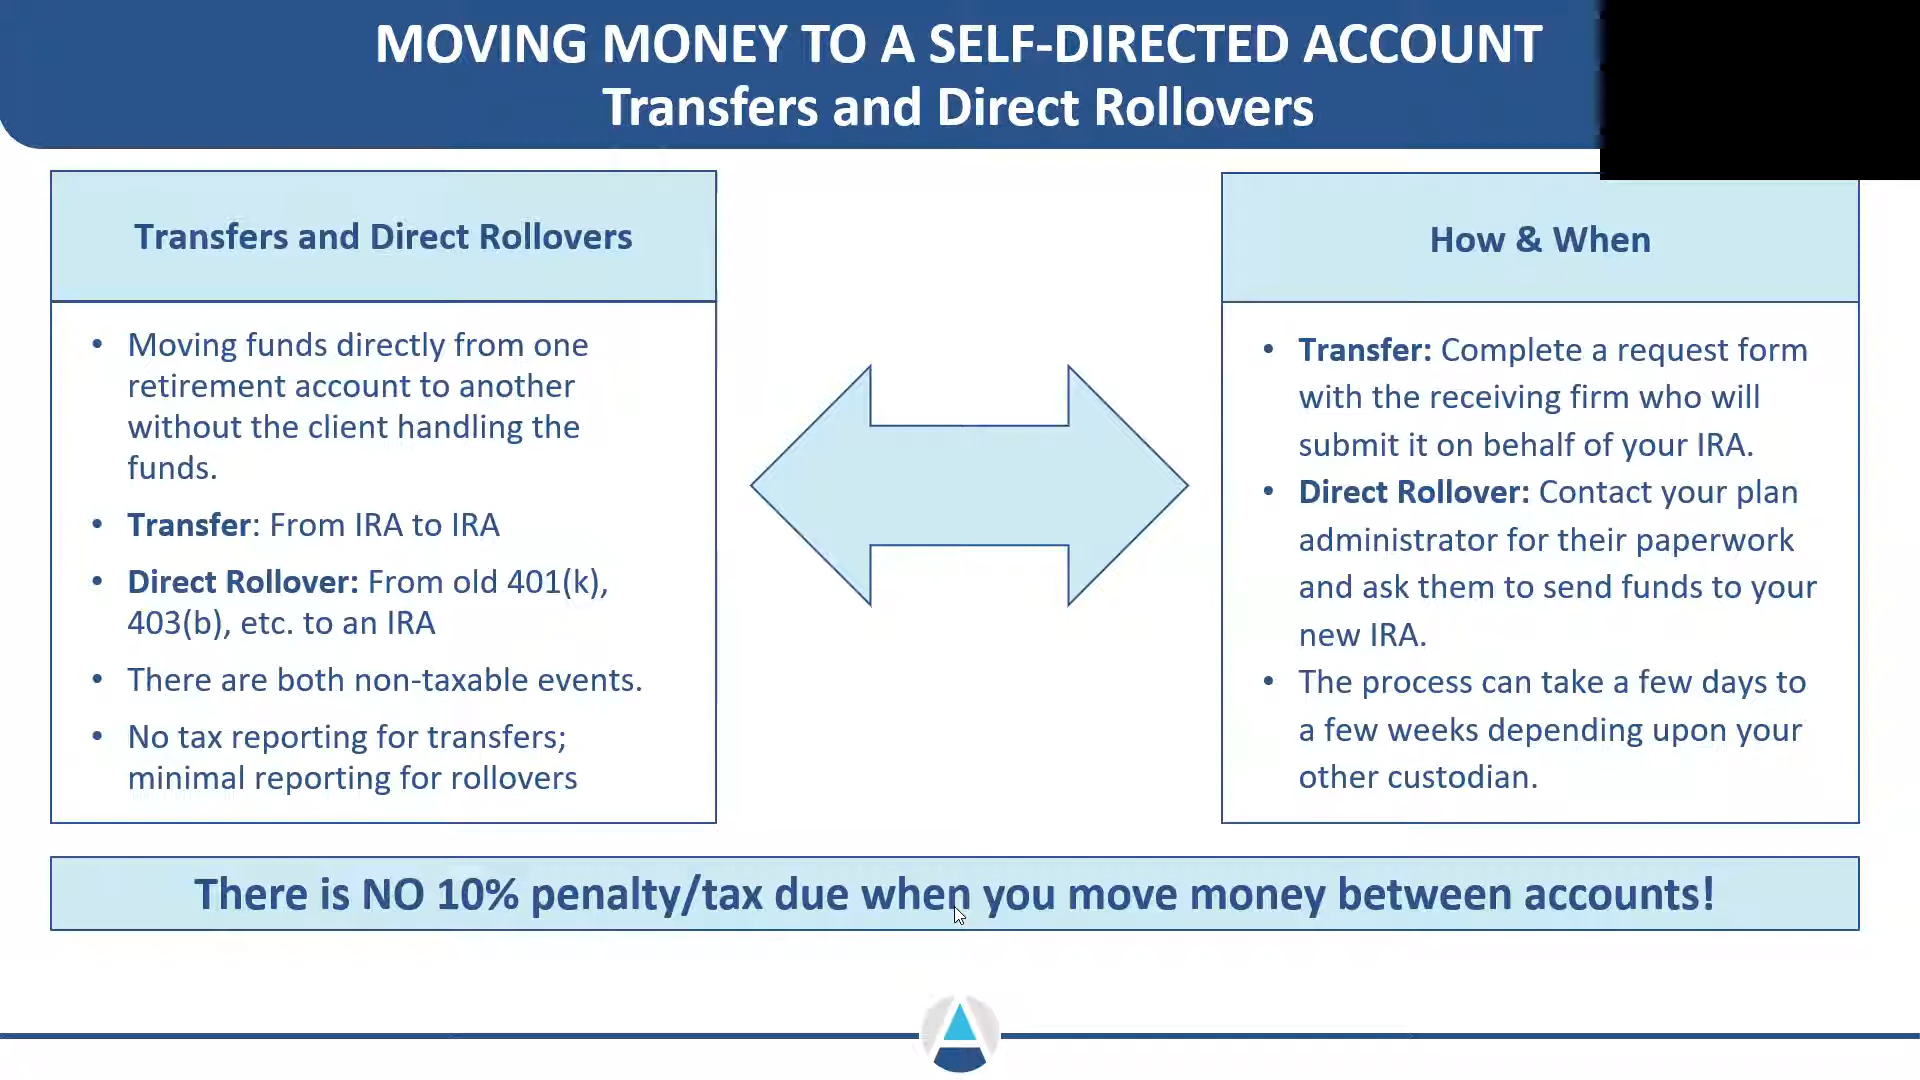 MOVING MONEY TO A SELF-DIRECTED ACCOUNT
Transfers and Direct Rollovers
Transfers and Direct Rollovers
• Moving funds directly from one
retirement account to another
without the client handling the
funds.
• Transfer: From IRA to IRA
• Direct Rollover: From old 401(k),
403(b), etc. to an IRA
• There are both non-taxable events.
• No tax reporting for transfers;
minimal reporting for rollovers
How & When
• Transfer: Complete a request form
with the receiving firm who will
submit it on behalf of your IRA.
• Direct Rollover: Contact your plan
administrator for their paperwork
and ask them to send funds to your
new IRA.
• The process can take a few days to
a few weeks depending upon your
other custodian.
There is NO 10% penalty/tax due when you move money between accounts!